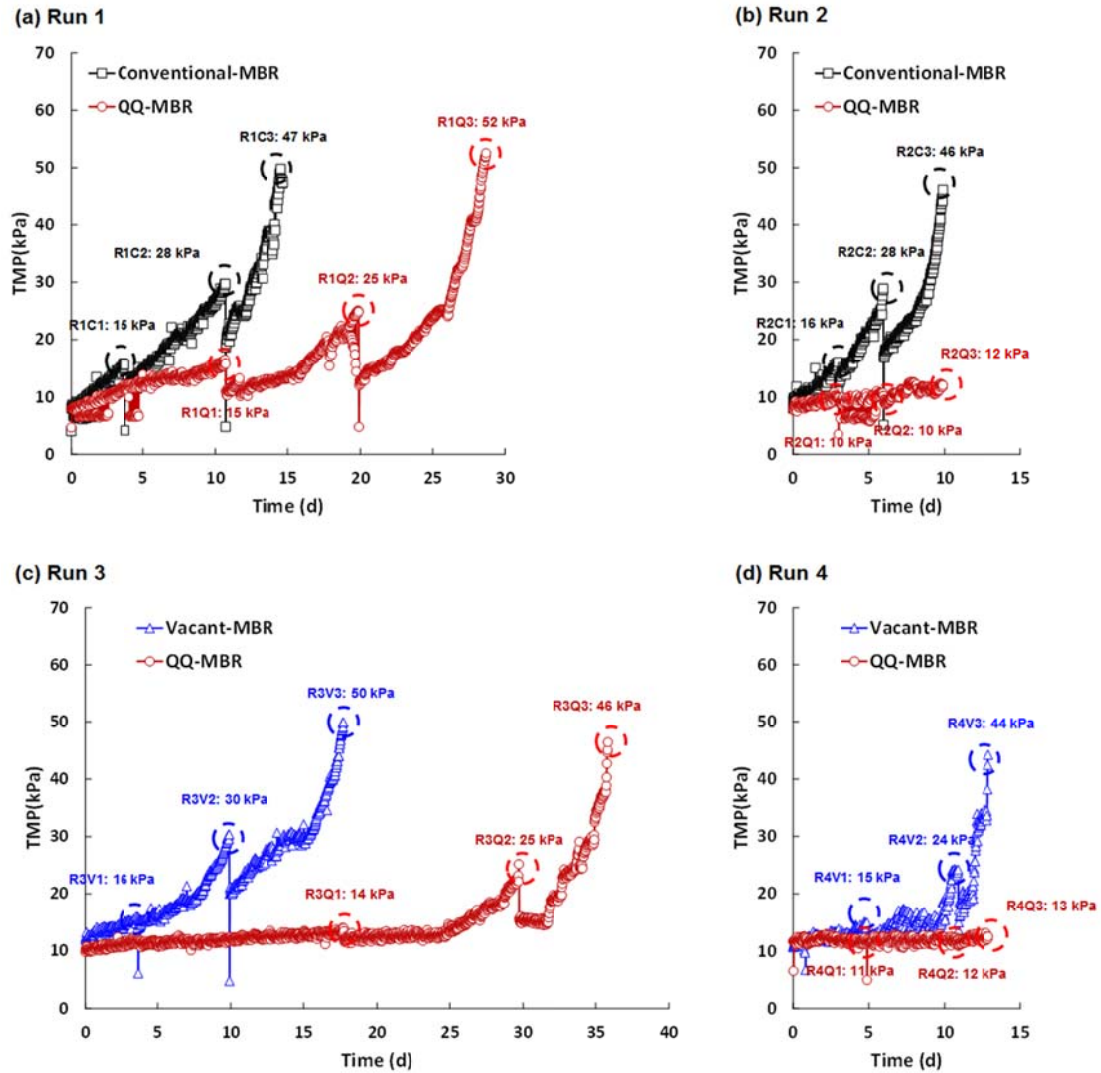 (a) Run 1
70
60
50
40
30
20
10
0
TMP(kPa)
Conventional-MBR
QQ-MBR
R1C3: 47 kPa
R1Q3: 52 kPa
R1C2: 28 kPa
R1Q2: 25 kPa
R1C1: 15 kPa
R1Q1: 15 kPa
0 5 10 15 20 25 30
Time (d)
(b) Run 2
70
60
50
40
30
20
10
0
TMP(kPa)
Conventional-MBR
QQ-MBR
R2C3: 46 kPa
R2C2: 28 kPa
R2C1: 16 kPa
R2Q3: 12 kPa
R2Q2: 10 kPa
R2Q1: 10 kPa
0 5 10 15
Time (d)
(c) Run 3
70
60
50
40
30
20
10
0
TMP(kPa)
Vacant-MBR
QQ-MBR
R3V3: 50 kPa
R3Q3: 46 kPa
R3V2: 30 kPa
R3Q2: 25 kPa
R3V1: 16 kPa
R3Q1: 14 kPa
0 5 10 15 20 25 30 35 40
Time (d)
(d) Run 4
70
60
50
40
30
20
10
0
TMP(kPa)
Vacant-MBR
QQ-MBR
R4V3: 44 kPa
R4V2: 24 kPa
R4V1: 15 kPa
R4Q3: 13 kPa
R4Q1: 11 kPa
R4Q2: 12 kPa
0 5 10 15
Time (d)